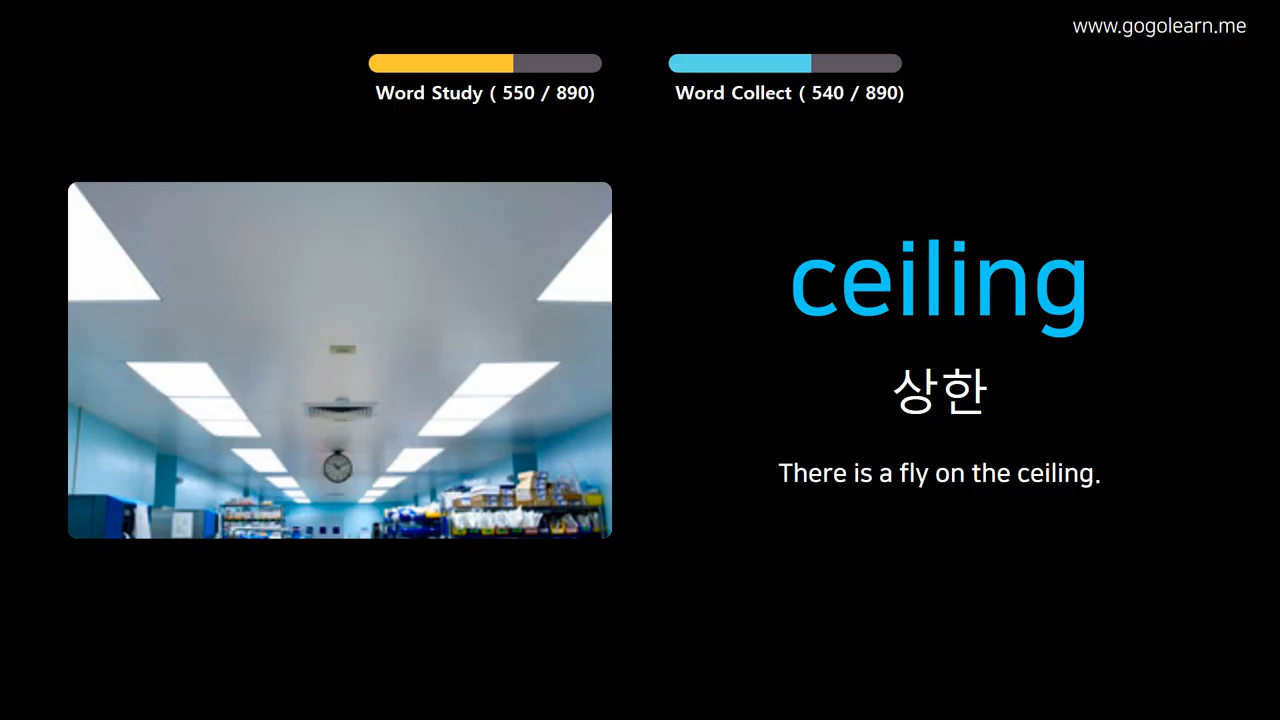 www.gogolearn.me
Word Study ( 550 / 890)
Word Collect ( 540 / 890)
ceiling
상한
There is a fly on the ceiling.